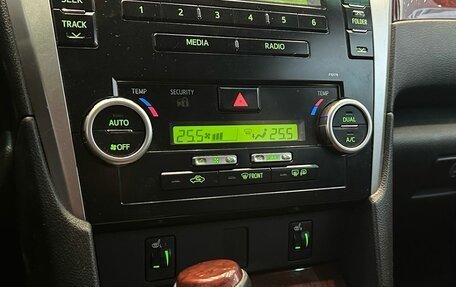 SEEK
FOLDER
1 2 3 4 5 6
TRACK
MEDIA RADIO
TEMP SECURITY TEMP
AUTO
OFF
25.5 25.5
DUAL
A/C
FRONT